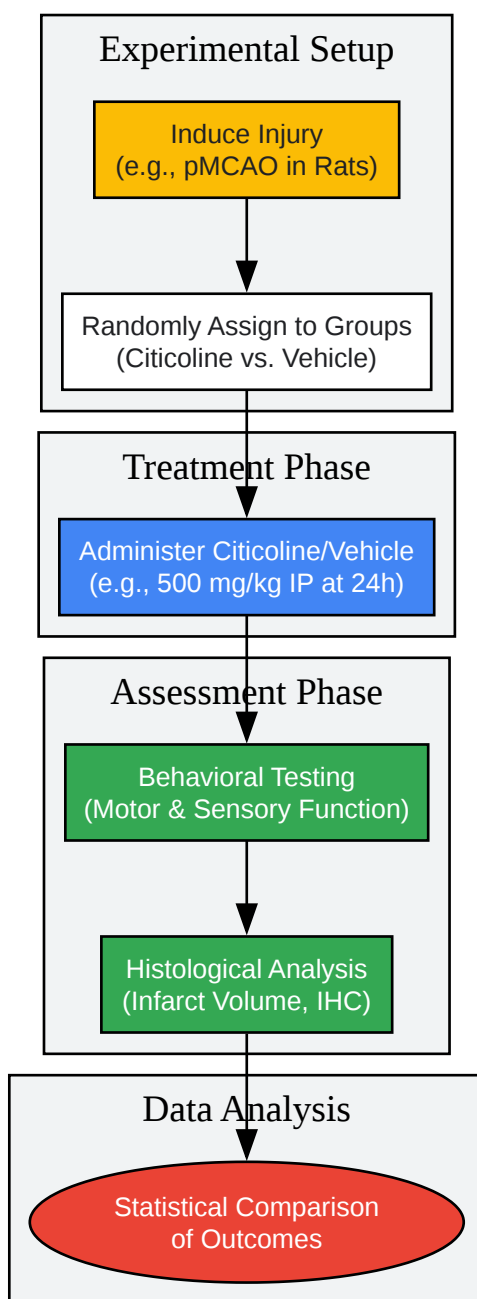 Experimental Setup
Induce Injury
(e.g., pMCAO in Rats)
Randomly Assign to Groups
(Citicoline vs. Vehicle)
Treatment Phase
Administer Citicoline/Vehicle
(e.g., 500 mg/kg IP at 24h)
Assessment Phase
Behavioral Testing
(Motor & Sensory Function)
Histological Analysis
(Infarct Volume, IHC)
Data Analysis
Statistical Comparison
of Outcomes